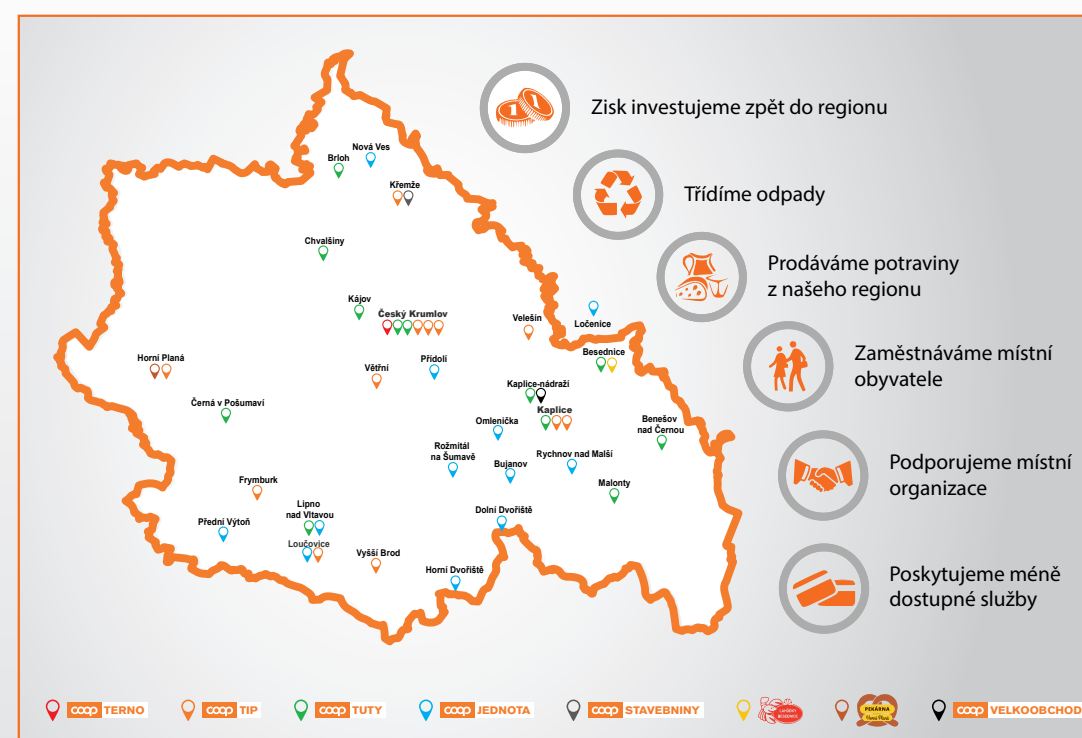 Zisk investujeme zpět do regionu
Třídíme odpady
Prodáváme potraviny
z našeho regionu
Zaměstnáváme místní
obyvatele
Podporujeme místní
organizace
Poskytujeme méně
dostupné služby
Nová Ves
Brloh
Křemže
Chvalšiny
Kájov
Český Krumlov
Velešín
Ločenice
Horní Planá
Větřní
Přídolí
Besednice
Kaplice-nádraží
Černá v Pošumaví
Kaplice
Omlenička
Benešov
nad Černou
Rožmitál
na Šumavě
Bujanov
Rychnov nad Malší
Malonty
Frymburk
Lipno
nad Vltavou
Přední Výtoň
Dolní Dvořiště
Loučovice
Vyšší Brod
Horní Dvořiště
coop TERNO
coop TIP
coop TUTY
coop JEDNOTA
coop STAVEBNINY
LAHŮDKY
BESEDNICE
PEKÁRNA
Horní Planá
coop VELKOOBCHOD